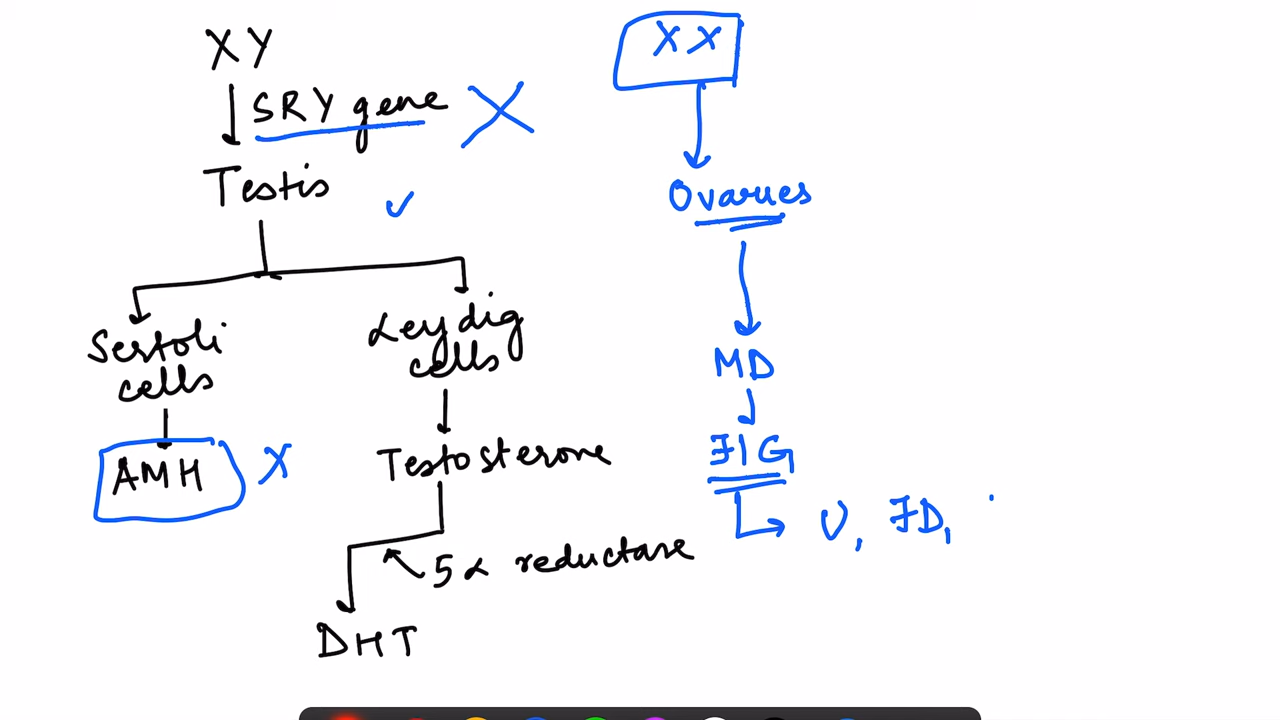 XY
SRY gene
Testis
Sertoli
cells
Leydig
cells
AMH
Testosterone
5α reductase
DHT
XX
Ovaries
MD
FIG
U, FD,